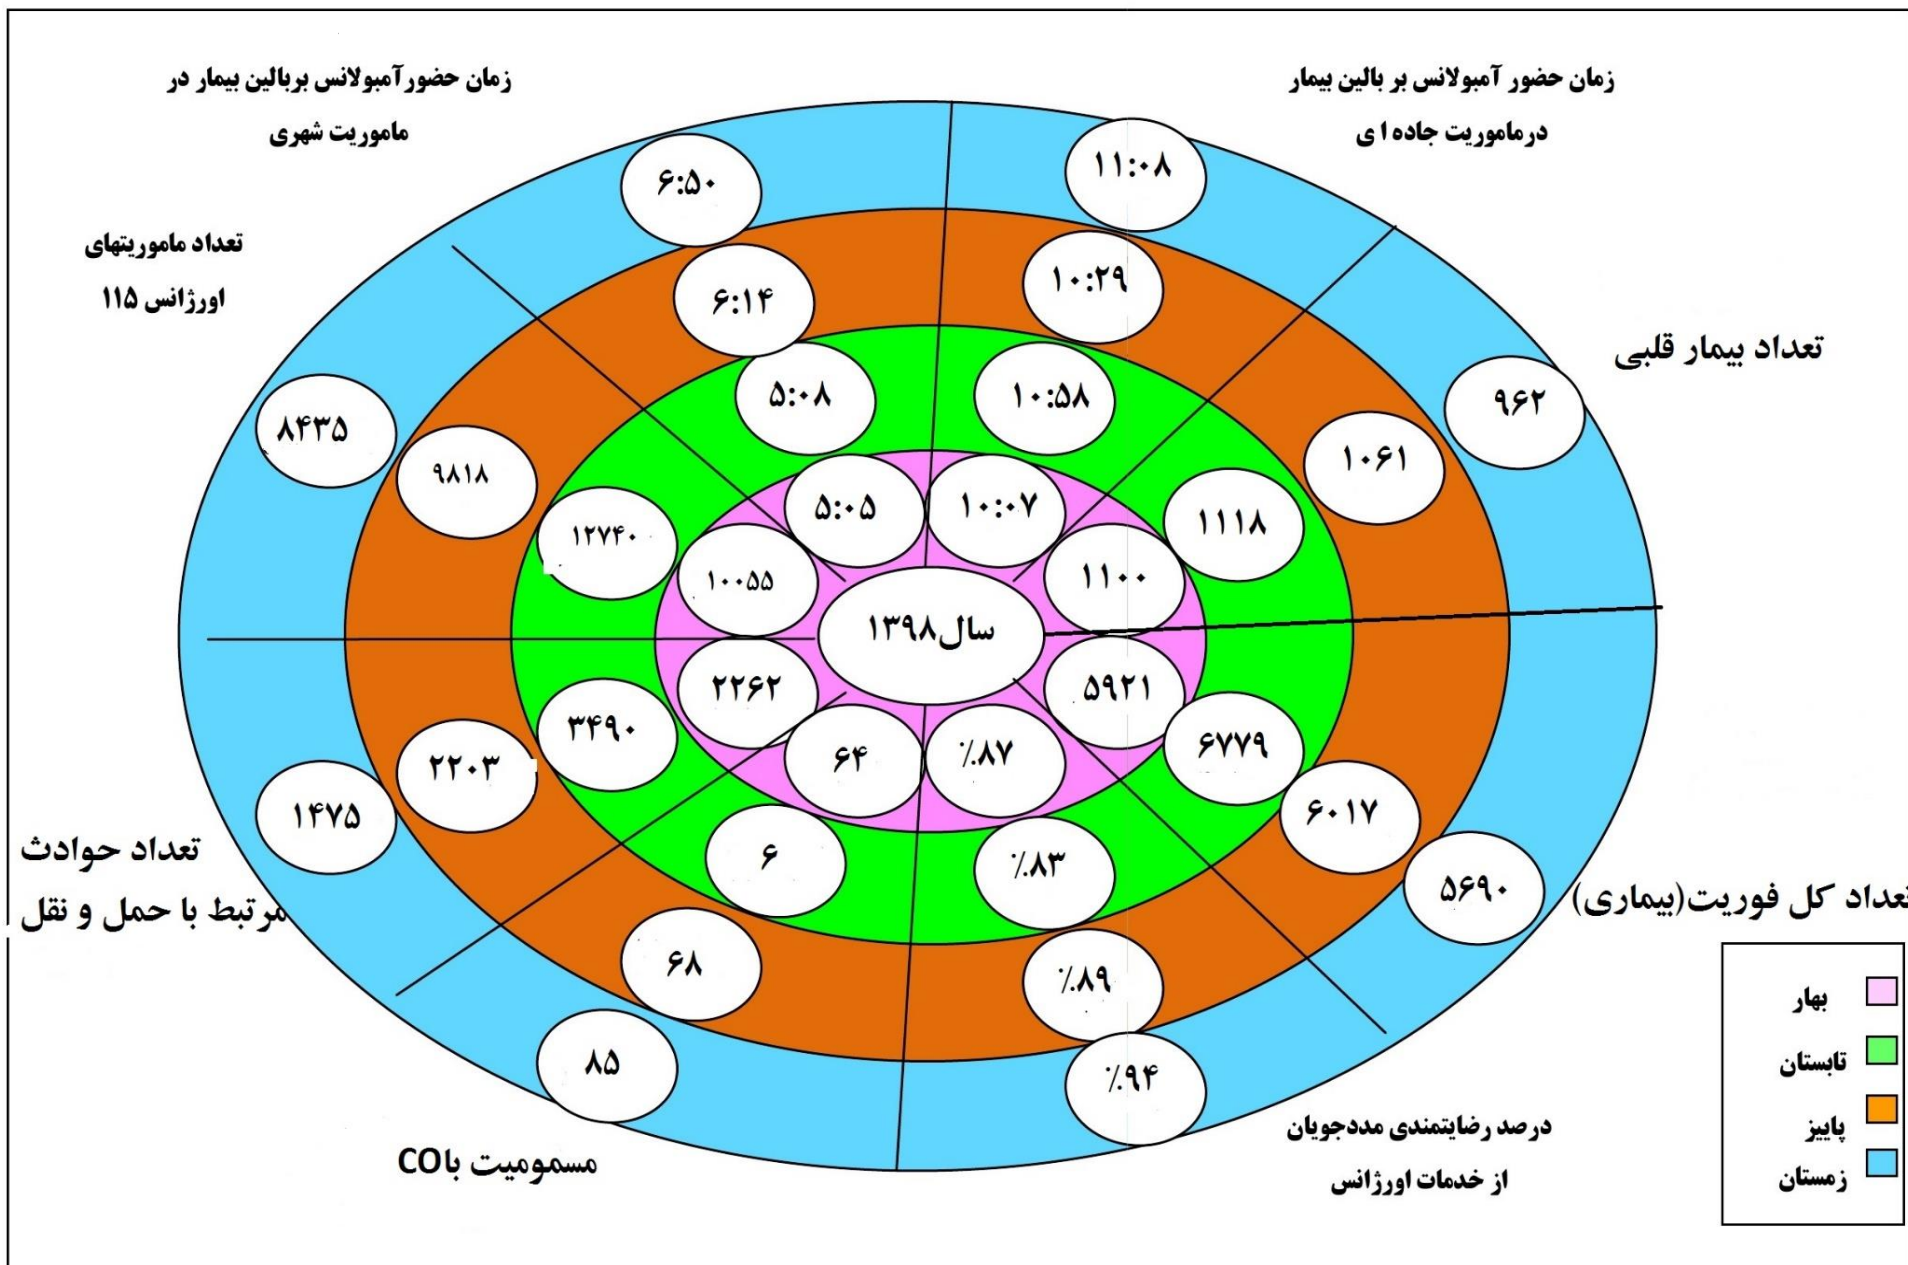 زمان حضور آمبولانس بر بالین بیمار
درماموریت جاده ا ی
زمان حضورآمبولانس بربالین بیمار در
ماموریت شهری
تعداد ماموریتهای
اورژانس ۱۱۵
تعداد بیمار قلبی
۱۱:۰۸
۶:۵۰
۱۰:۲۹
۶:۱۴
۱۰:۵۸
۵:۰۸
۹۶۲
۱۰۶۱
۱۱۱۸
۱۱۰۰
۱۰:۰۷
۵:۰۵
۱۰۰۵۵
۱۲۷۴۰
۹۸۱۸
۸۴۳۵
سال۱۳۹۸
۵۹۲۱
۶۷۷۹
۶۰۱۷
۵۶۹۰
٪۸۷
۶۴
۲۲۶۲
۳۴۹۰
۲۲۰۳
۱۴۷۵
٪۸۳
۶
٪۸۹
۶۸
٪۹۴
۸۵
تعداد کل فوریت(بیماری)
تعداد حوادث
مرتبط با حمل و نقل
درصد رضایتمندی مددجویان
از خدمات اورژانس
مسمومیت باCO
بهار
تابستان
پاییز
زمستان